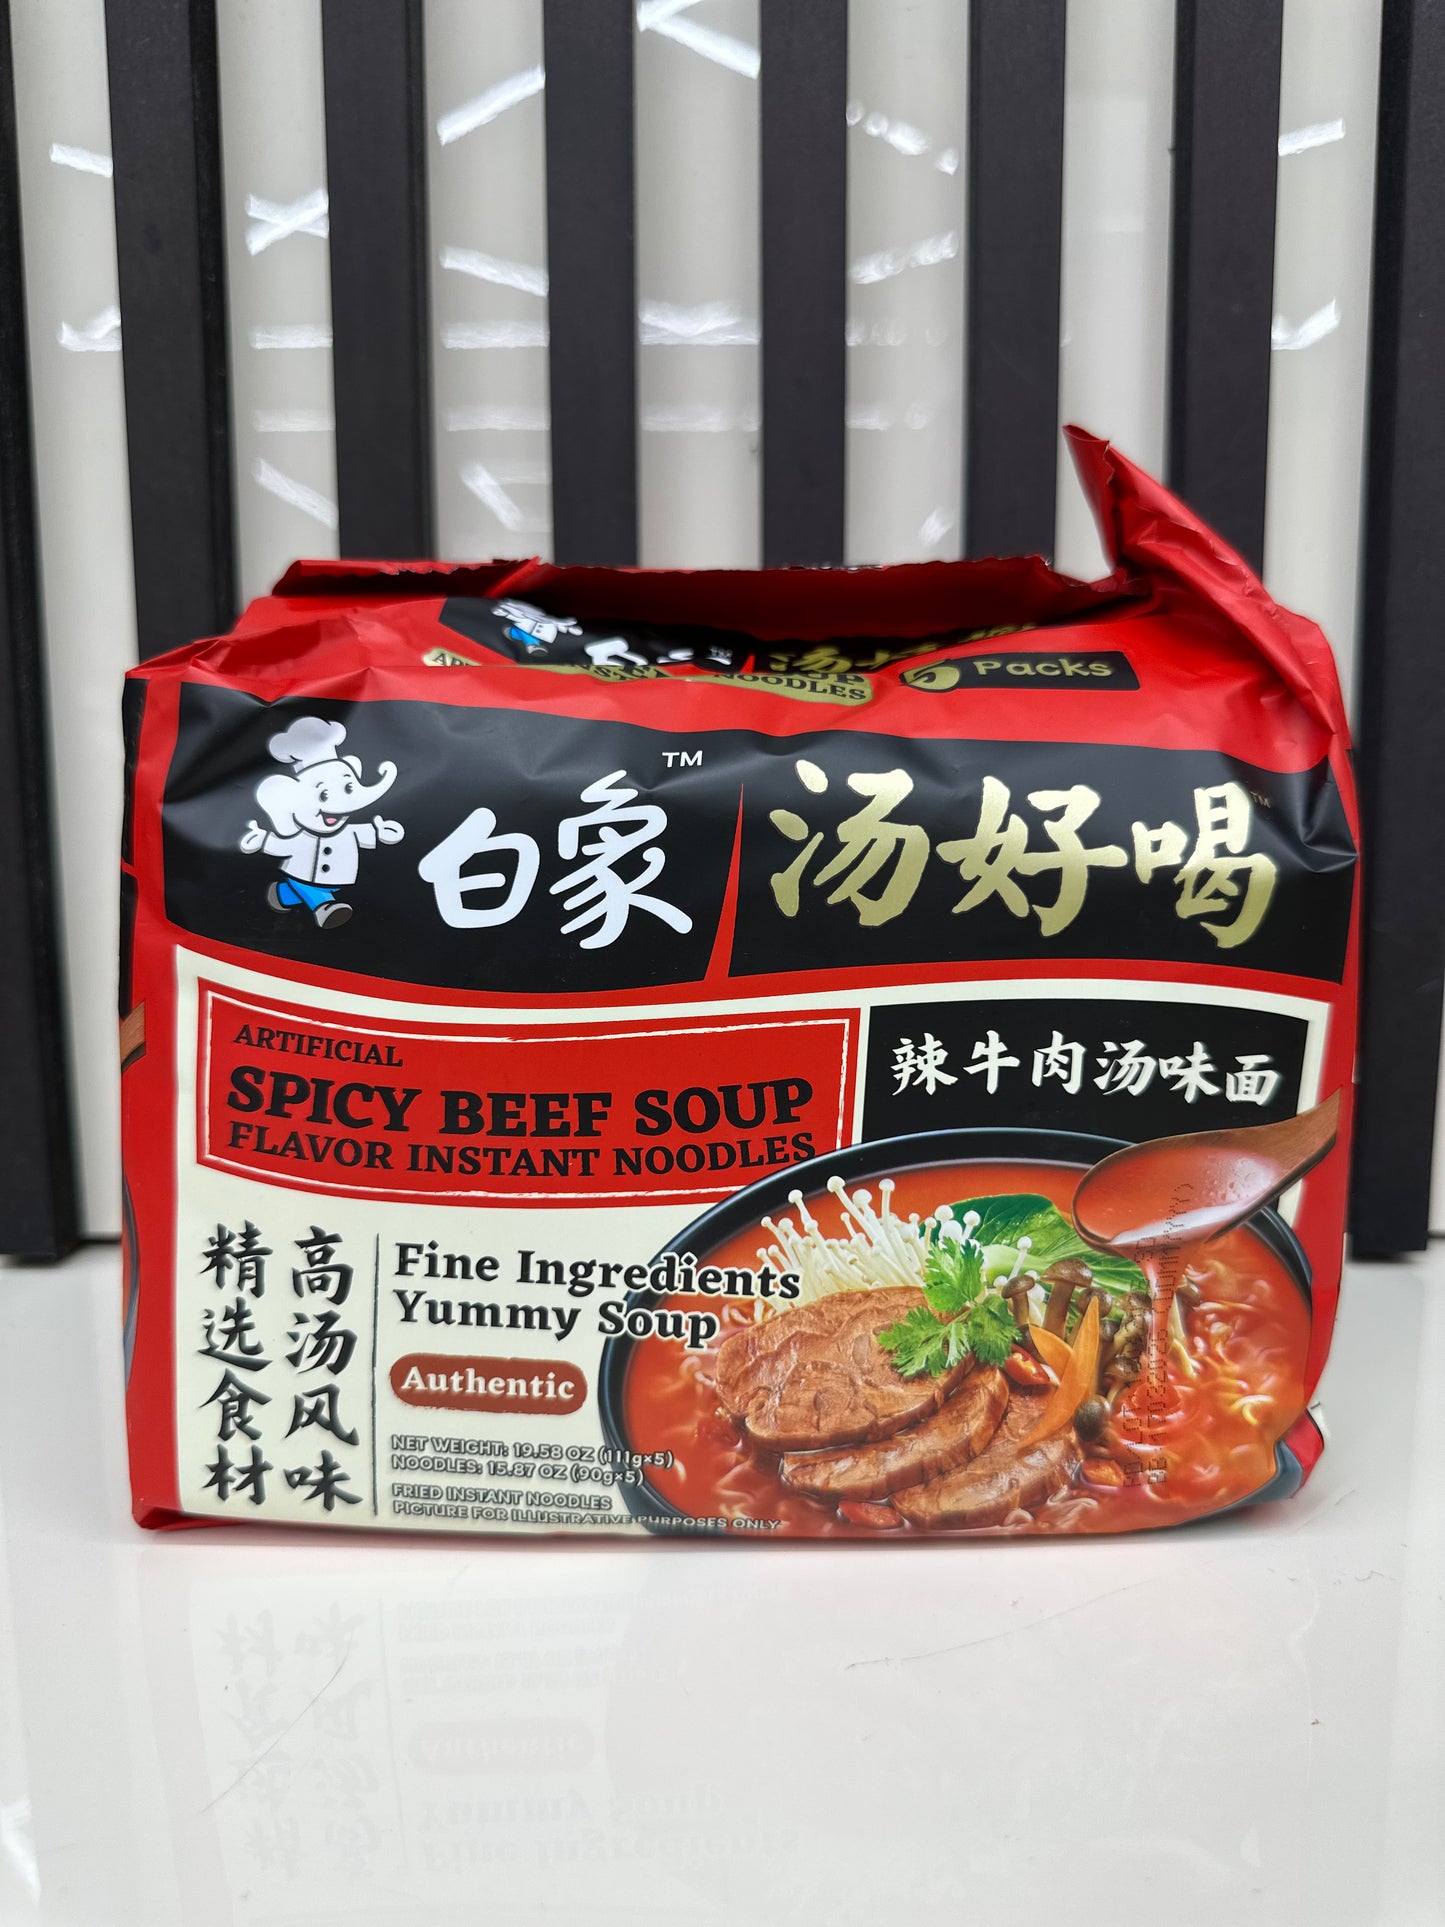 5 Packs
NOODLES
白象™
汤好喝™
ARTIFICIAL
SPICY BEEF SOUP
FLAVOR INSTANT NOODLES
辣牛肉汤味面
高汤风味
精选食材
Fine Ingredients
Yummy Soup
Authentic
NET WEIGHT: 19.58 OZ (111g×5)
NOODLES: 15.87 OZ (90g×5)
FRIED INSTANT NOODLES
PICTURE FOR ILLUSTRATIVE PURPOSES ONLY